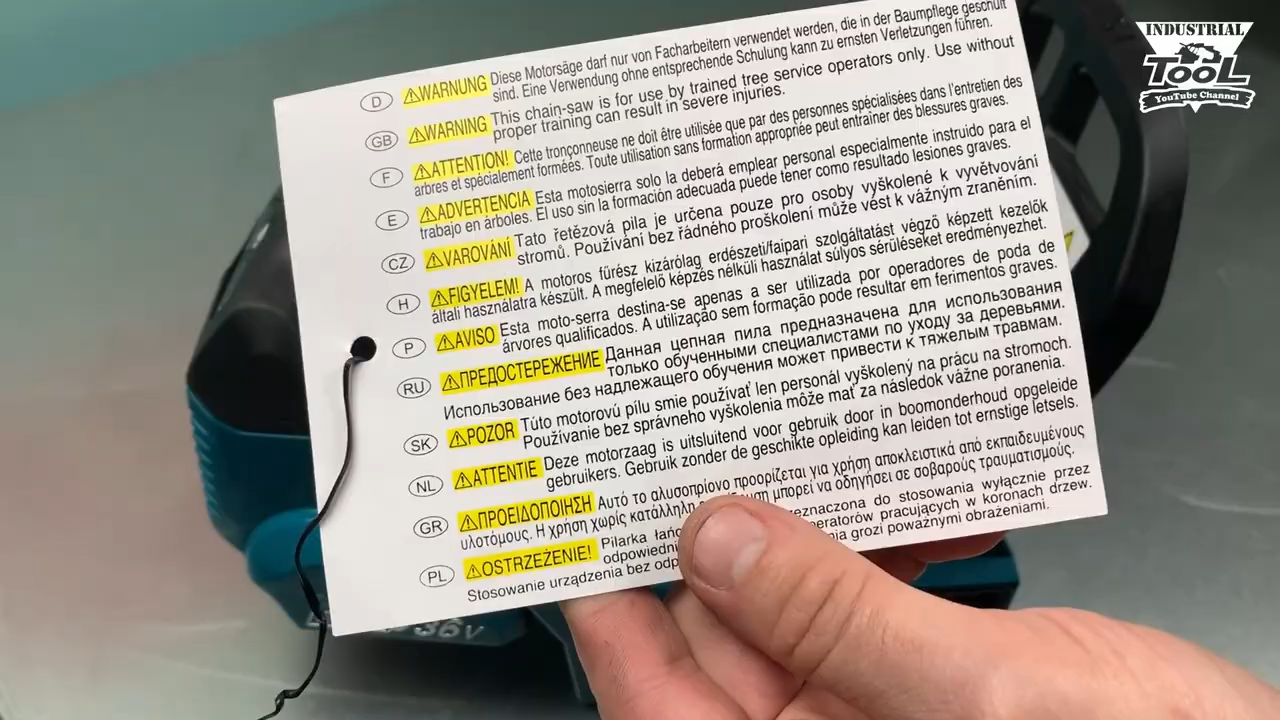 INDUSTRIAL
TOOL
YouTube Channel
D ⚠WARNUNG Diese Motorsäge darf nur von Facharbeitern verwendet werden, die in der Baumpflege geschult
sind. Eine Verwendung ohne entsprechende Schulung kann zu ernsten Verletzungen führen.
GB ⚠WARNING This chain-saw is for use by trained tree service operators only. Use without
proper training can result in severe injuries.
F ⚠ATTENTION! Cette tronçonneuse ne doit être utilisée que par des personnes spécialisées dans l'entretien des
arbres et spécialement formées. Toute utilisation sans formation appropriée peut entraîner des blessures graves.
E ⚠ADVERTENCIA Esta motosierra solo la deberá emplear personal especialmente instruido para el
trabajo en árboles. El uso sin la formación adecuada puede tener como resultado lesiones graves.
CZ ⚠VAROVÁNÍ Tato řetězová pila je určena pouze pro osoby vyškolené k vyvětvování
stromů. Používání bez řádného proškolení může vést k vážným zraněním.
H ⚠FIGYELEM! A motoros fűrész kizárólag erdészeti/faipari szolgáltatást végző képzett kezelők
általi használatra készült. A megfelelő képzés nélküli használat súlyos sérüléseket eredményezhet.
P ⚠AVISO Esta moto-serra destina-se apenas a ser utilizada por operadores de poda de
árvores qualificados. A utilização sem formação pode resultar em ferimentos graves.
RU ⚠ПРЕДОСТЕРЕЖЕНИЕ Данная цепная пила предназначена для использования
только обученными специалистами по уходу за деревьями.
Использование без надлежащего обучения может привести к тяжелым травмам.
SK ⚠POZOR Túto motorovú pílu smie používať len personál vyškolený na prácu na stromoch.
Používanie bez správneho vyškolenia môže mať za následok vážne poranenia.
NL ⚠ATTENTIE Deze motorzaag is uitsluitend voor gebruik door in boomonderhoud opgeleide
gebruikers. Gebruik zonder de geschikte opleiding kan leiden tot ernstige letsels.
GR ⚠ΠΡΟΕΙΔΟΠΟΙΗΣΗ Αυτό το αλυσοπρίονο προορίζεται για χρήση αποκλειστικά από εκπαιδευμένους
υλοτόμους. Η χρήση χωρίς κατάλληλη μπορεί να οδηγήσει σε σοβαρούς τραυματισμούς.
PL ⚠OSTRZEŻENIE! Pilarka do stosowania wyłącznie przez
pracujących w koronach drzew.
Stosowanie urządzenia bez grozi poważnymi obrażeniami.
36V